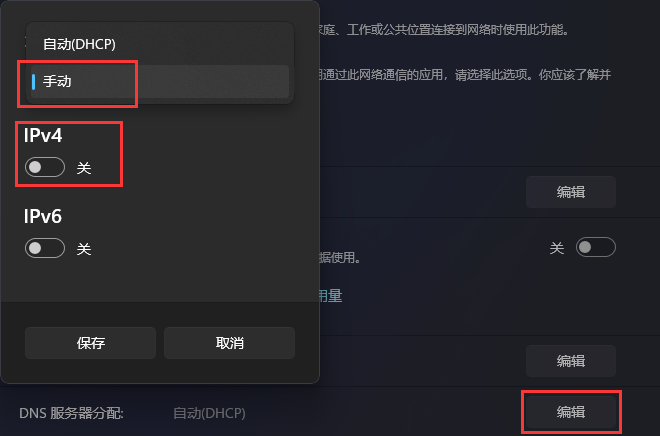 自动(DHCP)
手动
IPv4
关
IPv6
关
保存
取消
家庭、工作或公共位置连接到网络时使用此功能。
通过此网络通信的应用，请选择此选项。你应该了解并
编辑
关
据使用。
用量
编辑
DNS 服务器分配:
自动(DHCP)
编辑